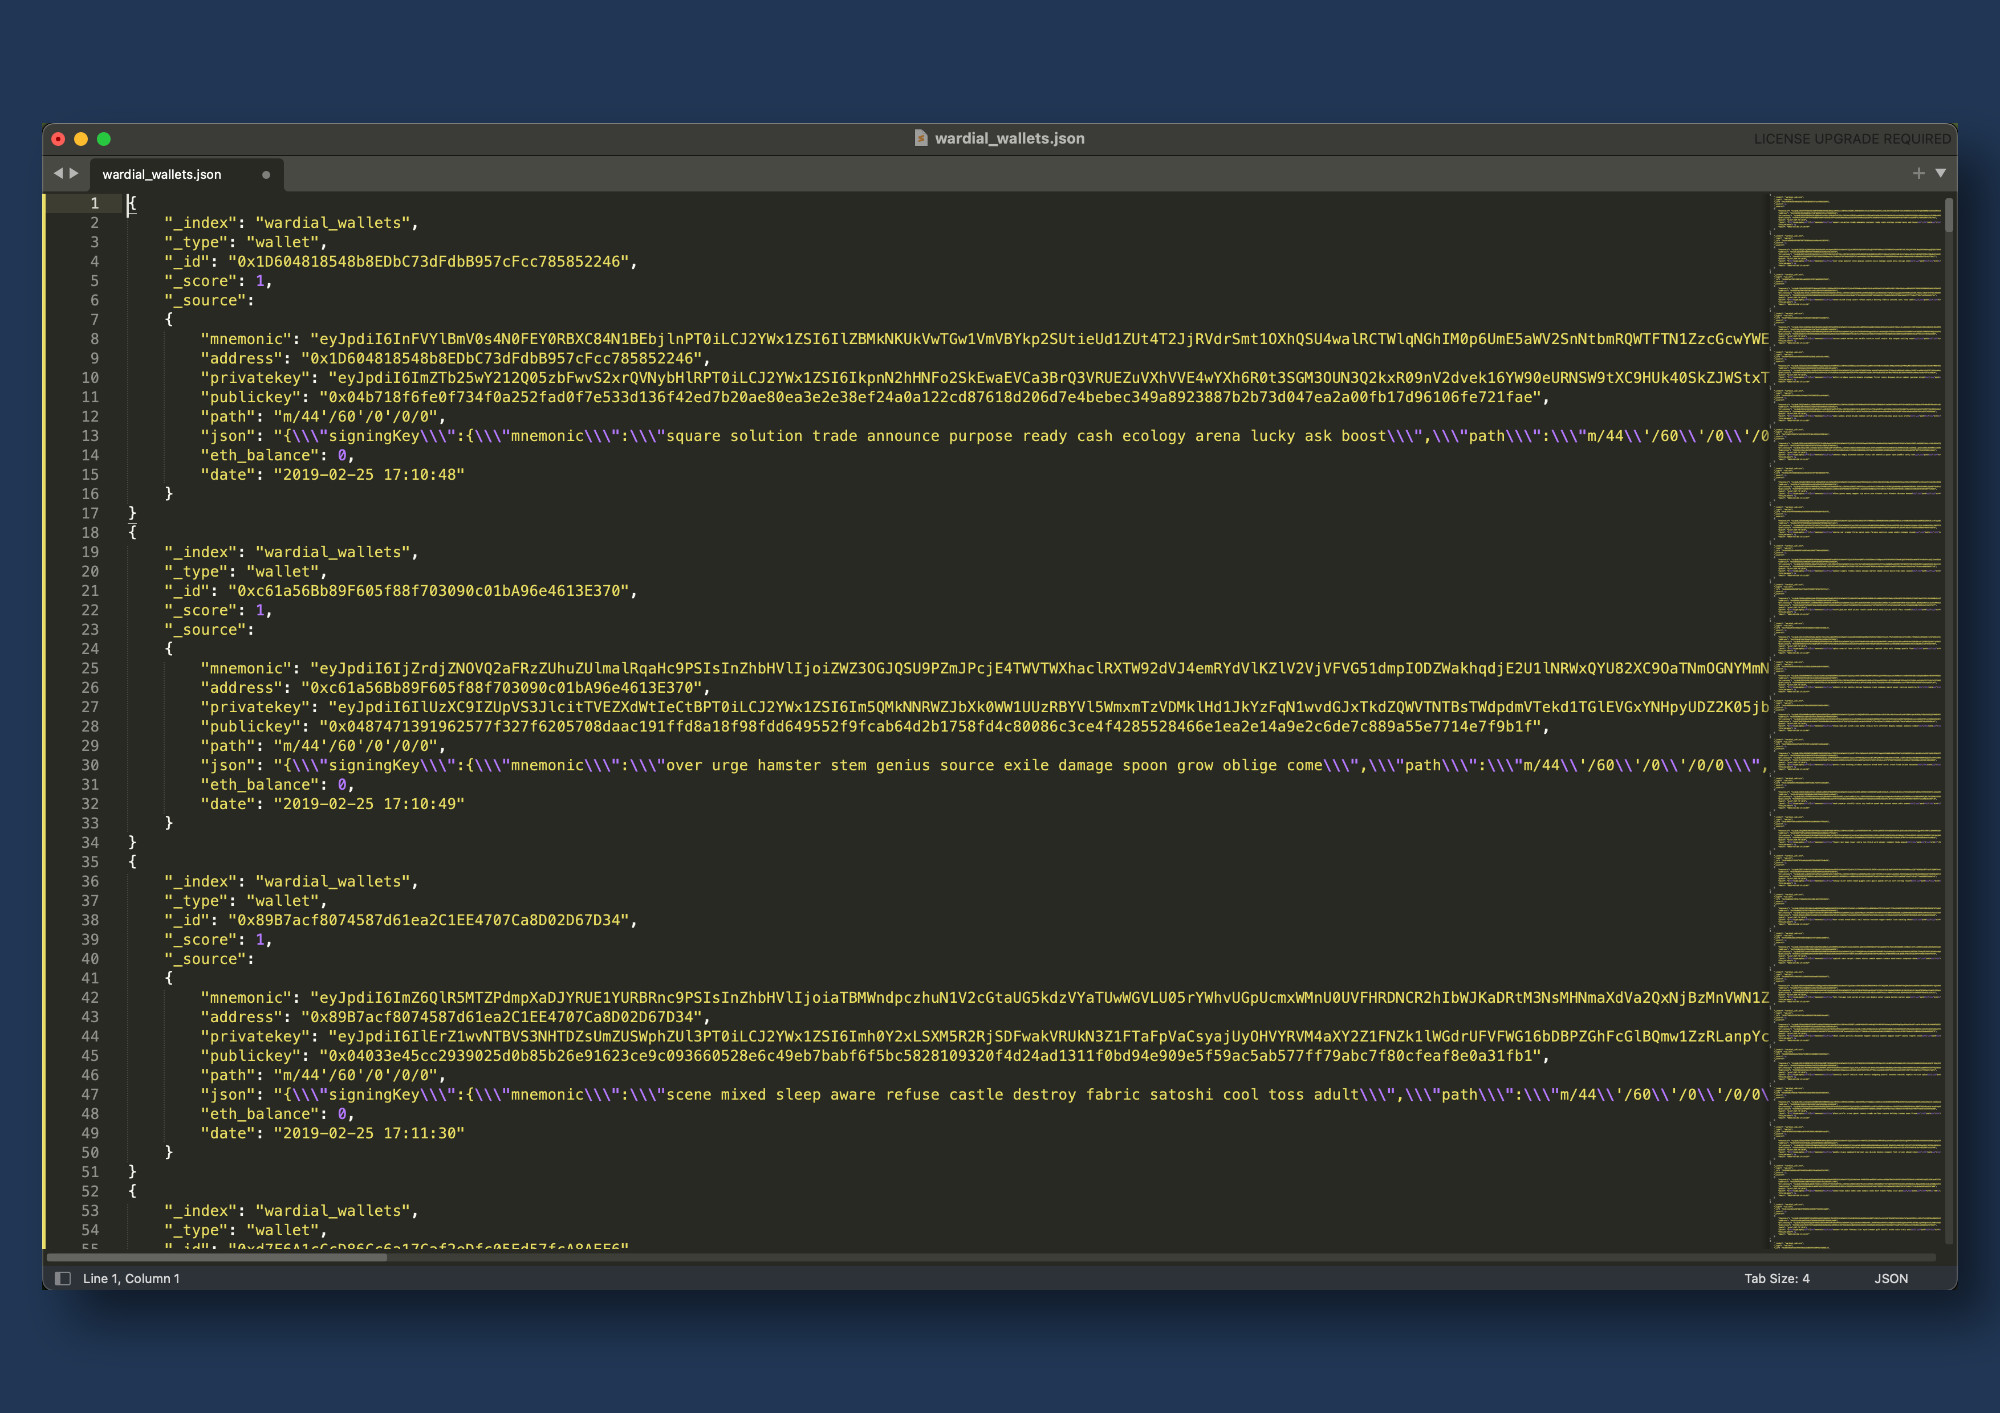 wardial_wallets.json
LICENSE UPGRADE REQUIRED
wardial_wallets.json
1 {
2 "_index": "wardial_wallets",
3 "_type": "wallet",
4 "_id": "0x1D604818548b8EDbC73dFdbB957cFcc785852246",
5 "_score": 1,
6 "_source":
7 {
8 "mnemonic":
9 "address": "0x1D604818548b8EDbC73dFdbB957cFcc785852246",
10 "privatekey":
11 "publickey": "0x04b718f6fe0f734f0a252fad0f7e533d136f42ed7b20ae80ea3e2e38ef24a0a122cd87618d206d7e4bebec349a8923887b2b73d047ea2a00fb17d96106fe721fae",
12 "path": "m/44'/60'/0'/0/0",
13 "json": "{\\\"signingKey\\\":{\\\"mnemonic\\\":\\\"square solution trade announce purpose ready cash ecology arena lucky ask boost\\\",\\\"path\\\":\\\"m/44\\'/60\\'/0\\'/0
14 "eth_balance": 0,
15 "date": "2019-02-25 17:10:48"
16 }
17 }
18 {
19 "_index": "wardial_wallets",
20 "_type": "wallet",
21 "_id": "0xc61a56Bb89F605f88f703090c01bA96e4613E370",
22 "_score": 1,
23 "_source":
24 {
25 "mnemonic":
26 "address": "0xc61a56Bb89F605f88f703090c01bA96e4613E370",
27 "privatekey":
28 "publickey": "0x0487471391962577f327f6205708daac191ffd8a18f98fdd649552f9fcab64d2b1758fd4c80086c3ce4f4285528466e1ea2e14a9e2c6de7c889a55e7714e7f9b1f",
29 "path": "m/44'/60'/0'/0/0",
30 "json": "{\\\"signingKey\\\":{\\\"mnemonic\\\":\\\"over urge hamster stem genius source exile damage spoon grow oblige come\\\",\\\"path\\\":\\\"m/44\\'/60\\'/0\\'/0/0\\\",
31 "eth_balance": 0,
32 "date": "2019-02-25 17:10:49"
33 }
34 }
35 {
36 "_index": "wardial_wallets",
37 "_type": "wallet",
38 "_id": "0x89B7acf8074587d61ea2C1EE4707Ca8D02D67D34",
39 "_score": 1,
40 "_source":
41 {
42 "mnemonic":
43 "address": "0x89B7acf8074587d61ea2C1EE4707Ca8D02D67D34",
44 "privatekey":
45 "publickey": "0x04033e45cc2939025d0b85b26e91623ce9c093660528e6c49eb7babf6f5bc5828109320f4d24ad1311f0bd94e909e5f59ac5ab577ff79abc7f80cfeaf8e0a31fb1",
46 "path": "m/44'/60'/0'/0/0",
47 "json": "{\\\"signingKey\\\":{\\\"mnemonic\\\":\\\"scene mixed sleep aware refuse castle destroy fabric satoshi cool toss adult\\\",\\\"path\\\":\\\"m/44\\'/60\\'/0\\'/0/0\
48 "eth_balance": 0,
49 "date": "2019-02-25 17:11:30"
50 }
51 }
52 {
53 "_index": "wardial_wallets",
54 "_type": "wallet",
55 "_id":
Line 1, Column 1
Tab Size: 4
JSON